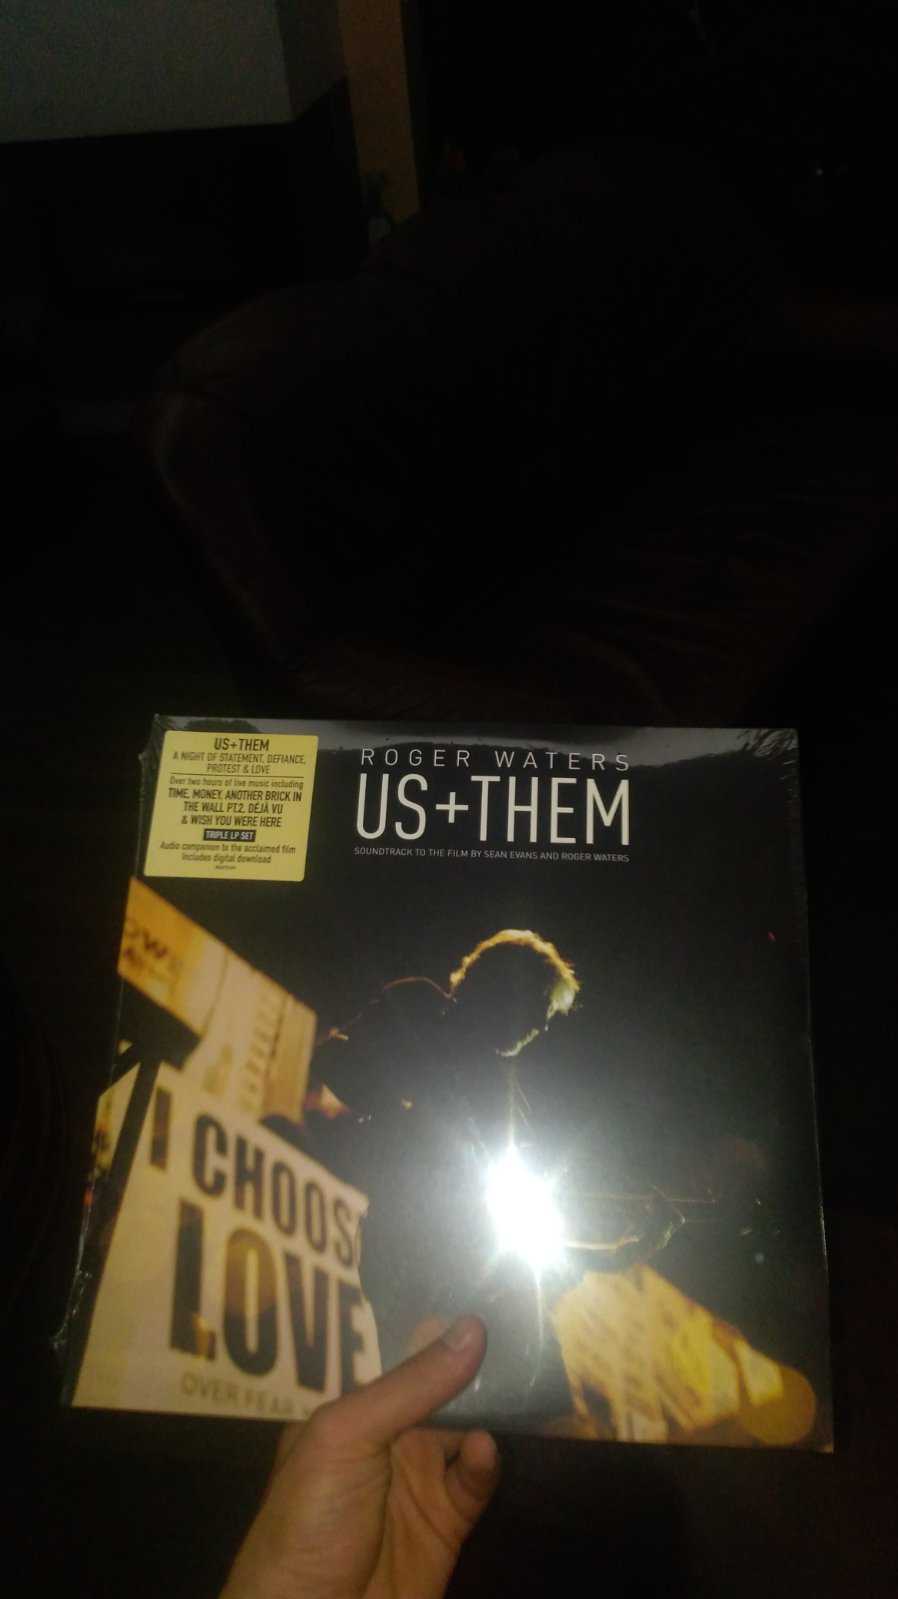 US+THEM
A NIGHT OF STATEMENT, DEFIANCE,
PROTEST & LOVE
Over two hours of live music including
TIME, MONEY, ANOTHER BRICK IN
THE WALL PT.2, DÉJÀ VU
& WISH YOU WERE HERE
TRIPLE LP SET
Audio companion to the acclaimed film
Includes digital download
ROGER WATERS
US+THEM
SOUNDTRACK TO THE FILM BY SEAN EVANS AND ROGER WATERS
I CHOOSE
LOVE
OVER FEAR